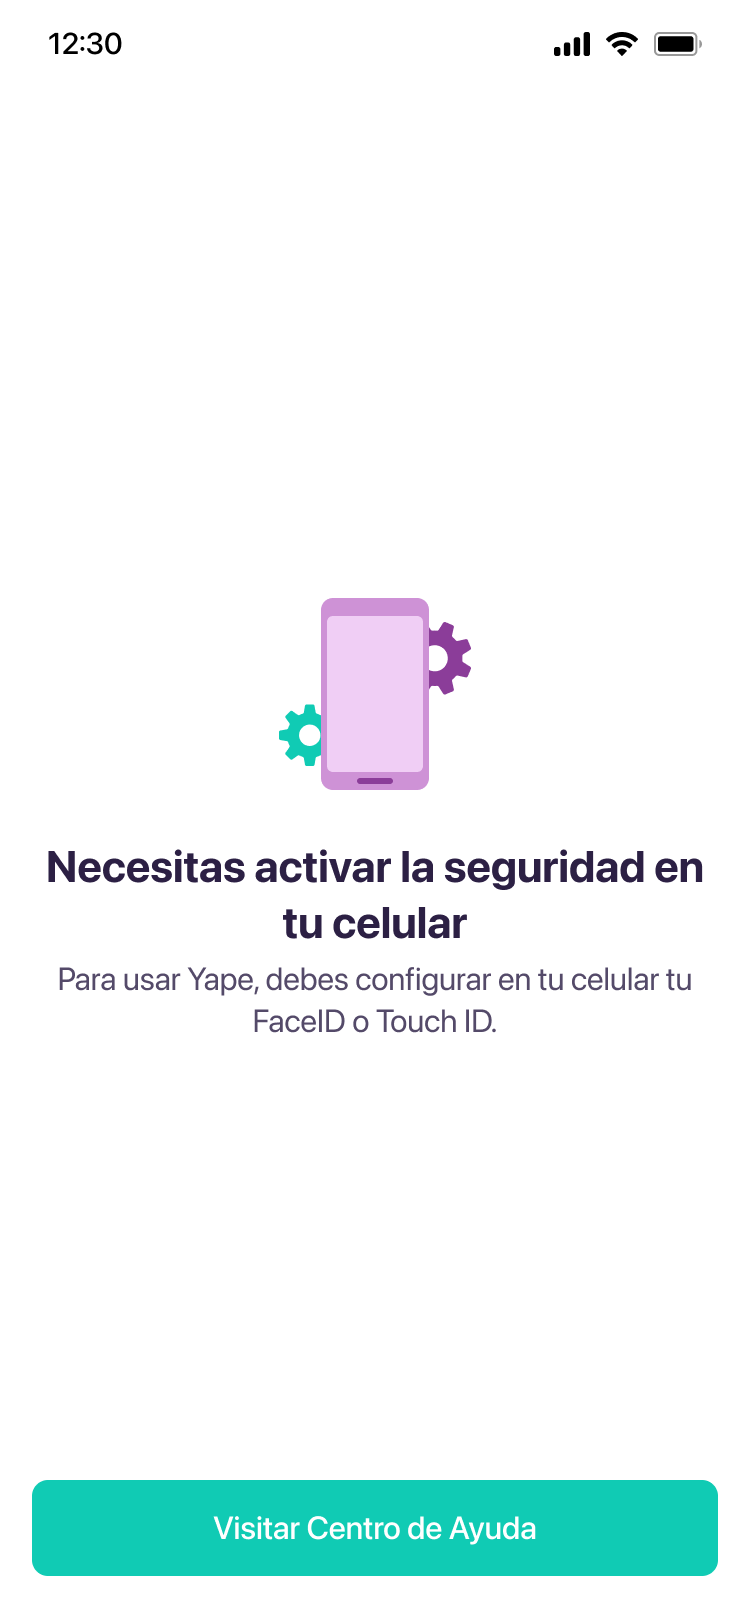 12:30
Necesitas activar la seguridad en
tu celular
Para usar Yape, debes configurar en tu celular tu
FaceID o Touch ID.
Visitar Centro de Ayuda